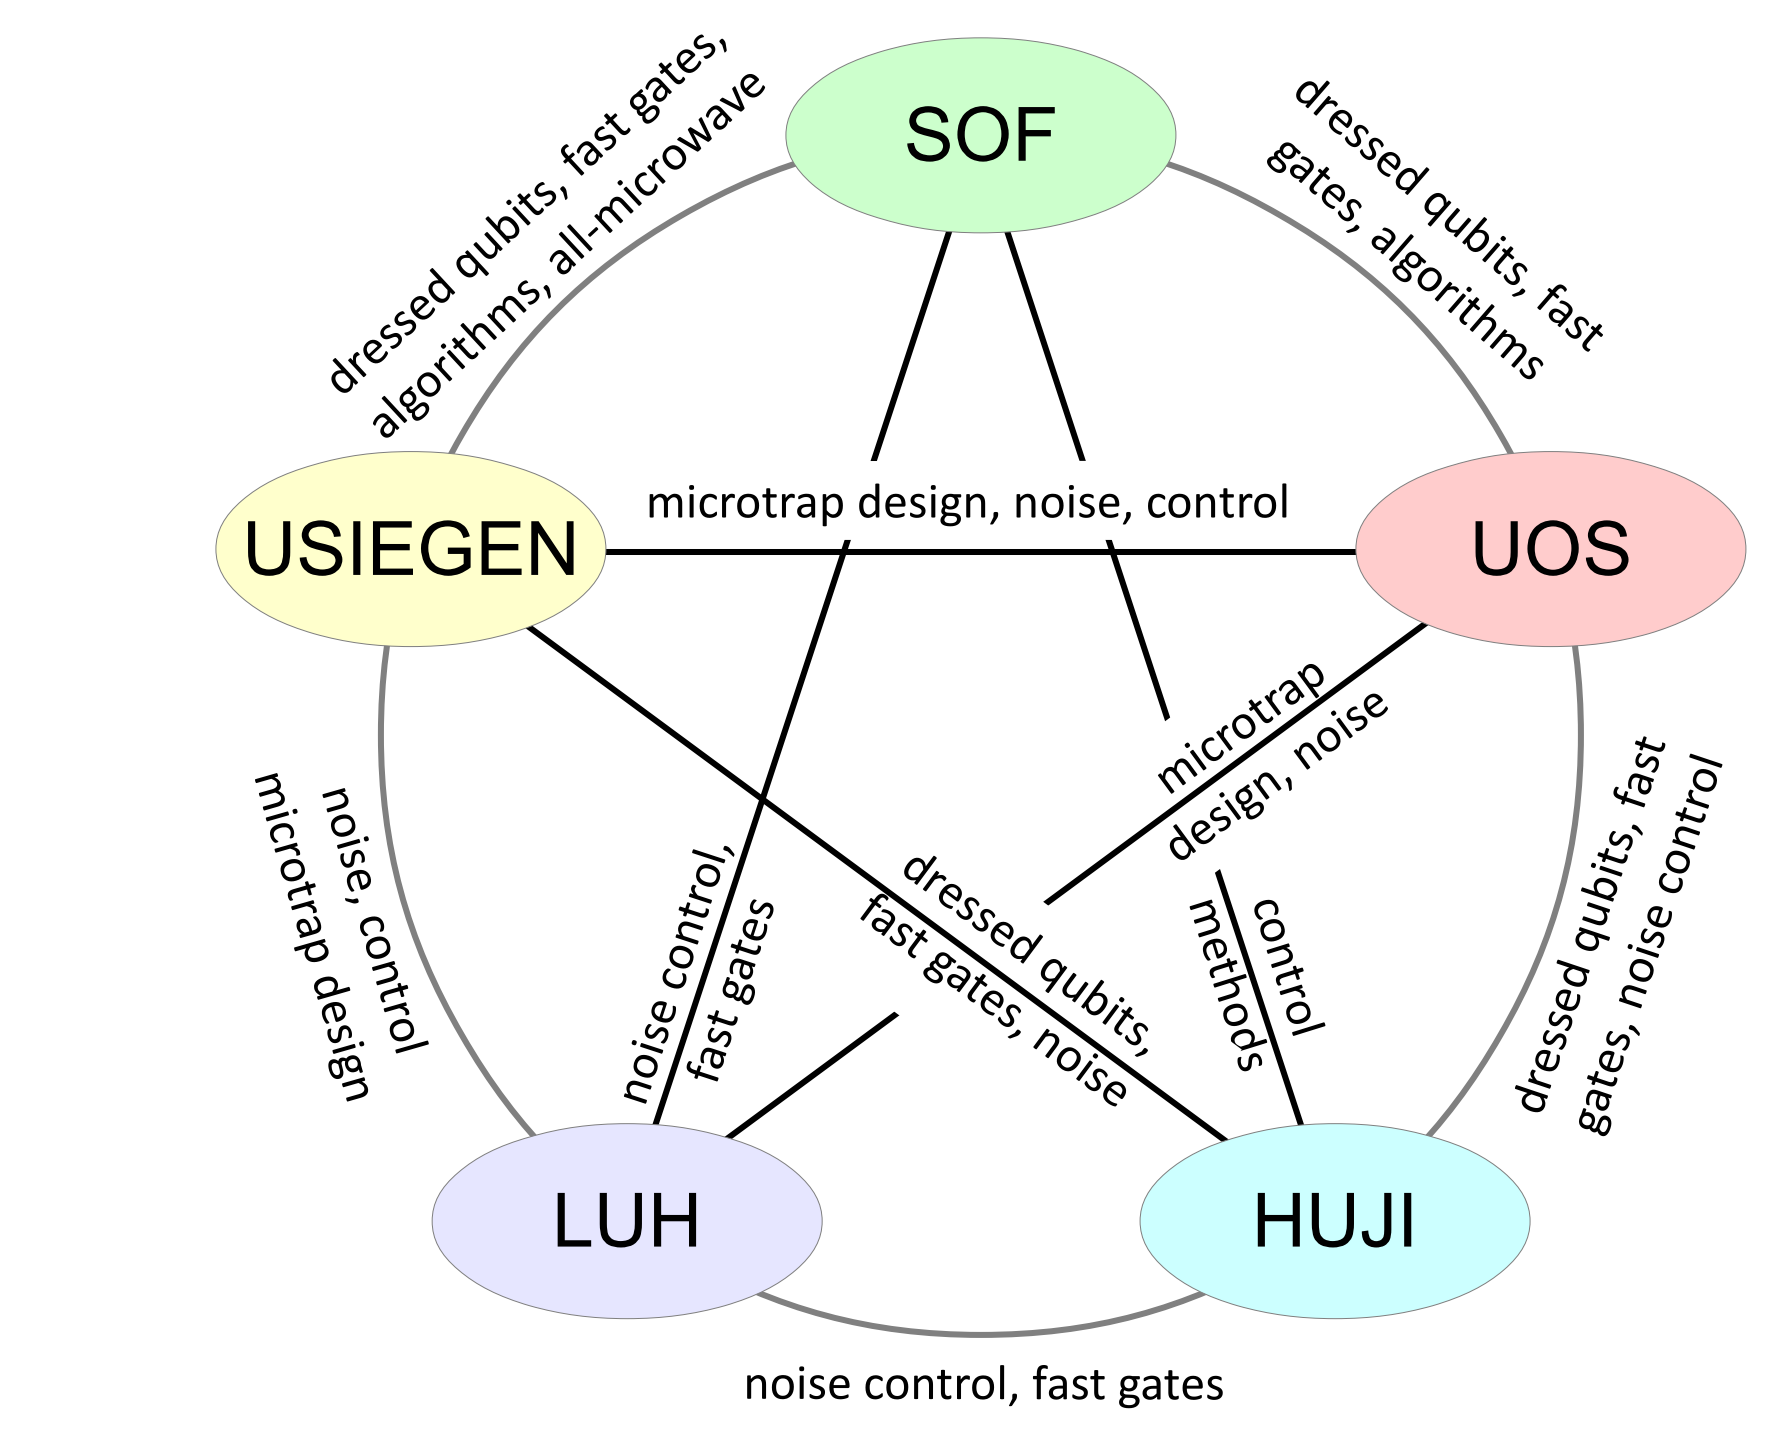 dressed qubits, fast gates,
algorithms, all-microwave
SOF
dressed qubits, fast
gates, algorithms
USIEGEN
microtrap design, noise, control
UOS
microtrap
design, noise
noise, control
microtrap design
noise control,
fast gates
dressed qubits,
fast gates, noise
control
methods
dressed qubits, fast
gates, noise control
LUH
HUJI
noise control, fast gates